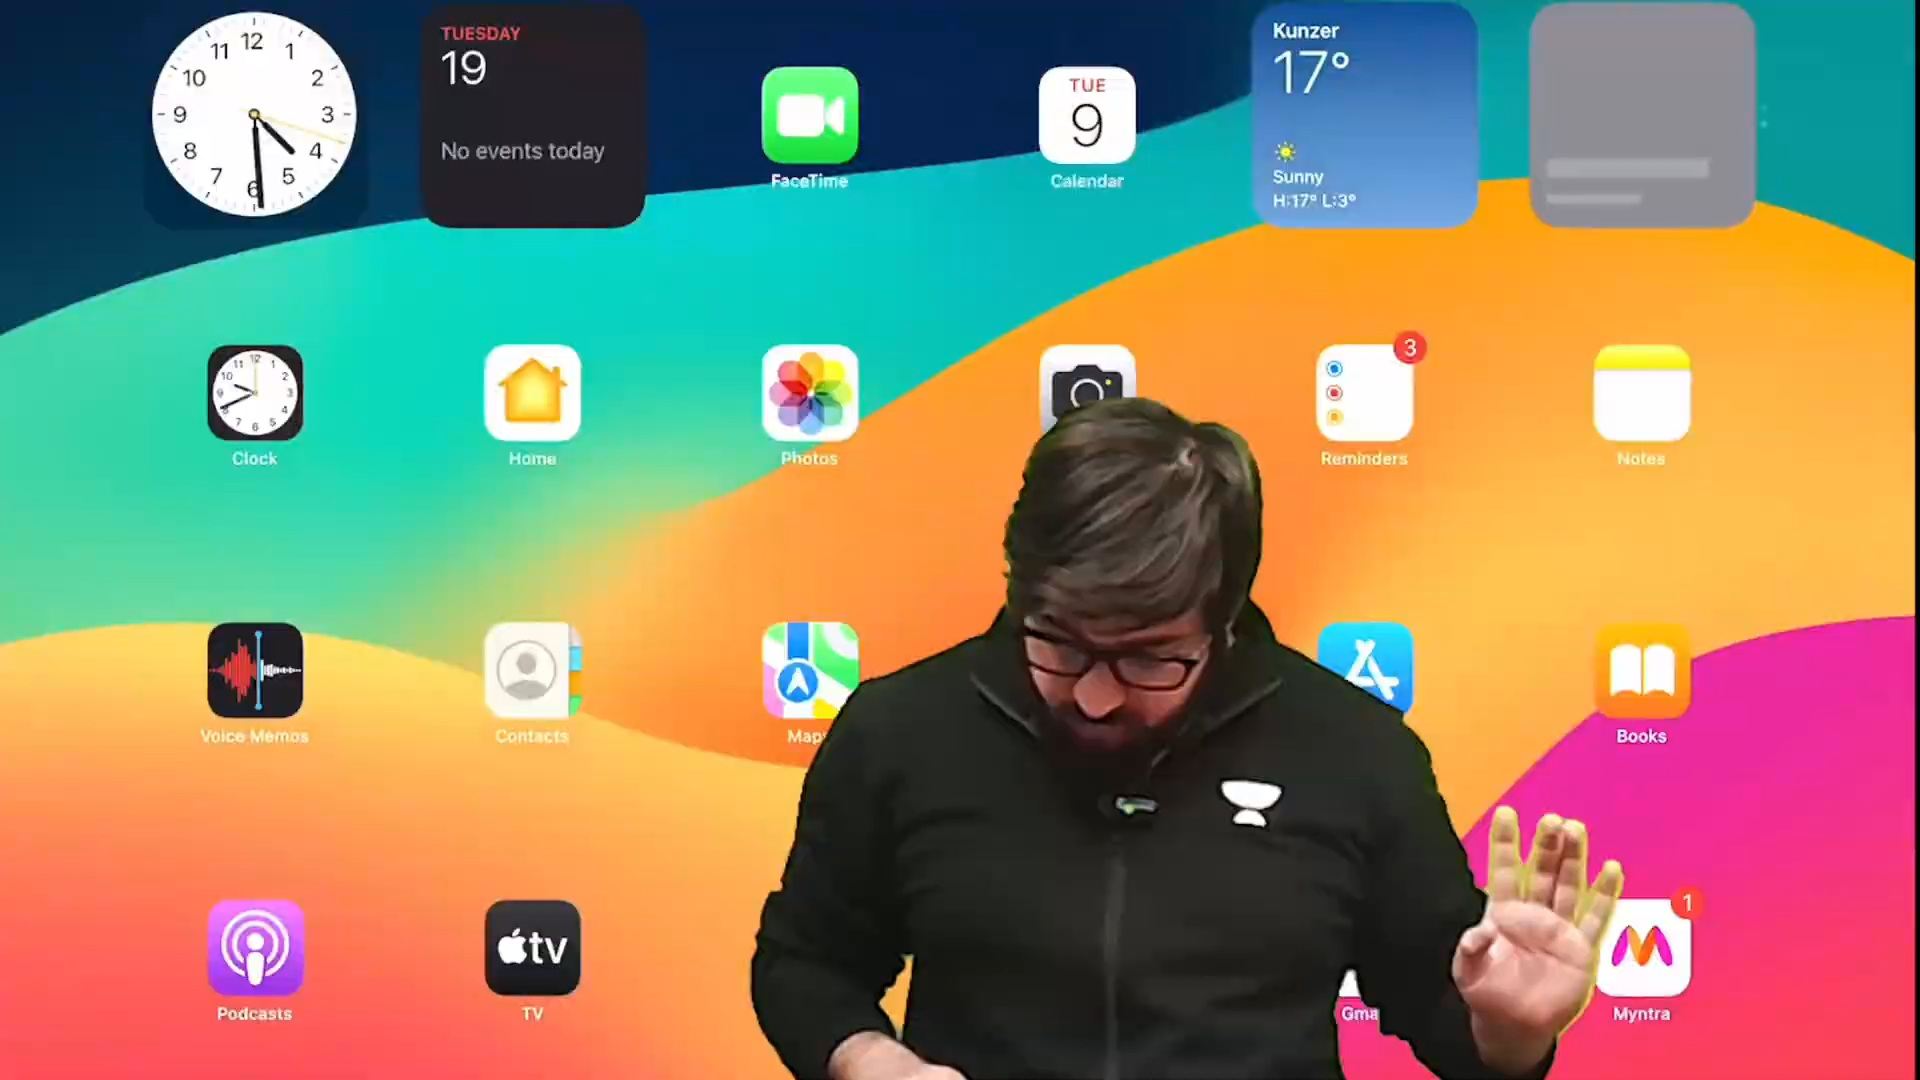 12
11 1
10 2
9 3
8 4
7 5
6
TUESDAY
19
No events today
FaceTime
TUE
9
Calendar
Kunzer
17°
Sunny
H:17° L:3°
Clock
Home
Photos
3
Reminders
Notes
Voice Memos
Contacts
Maps
Books
tv
1
Podcasts
TV
Gma
Myntra